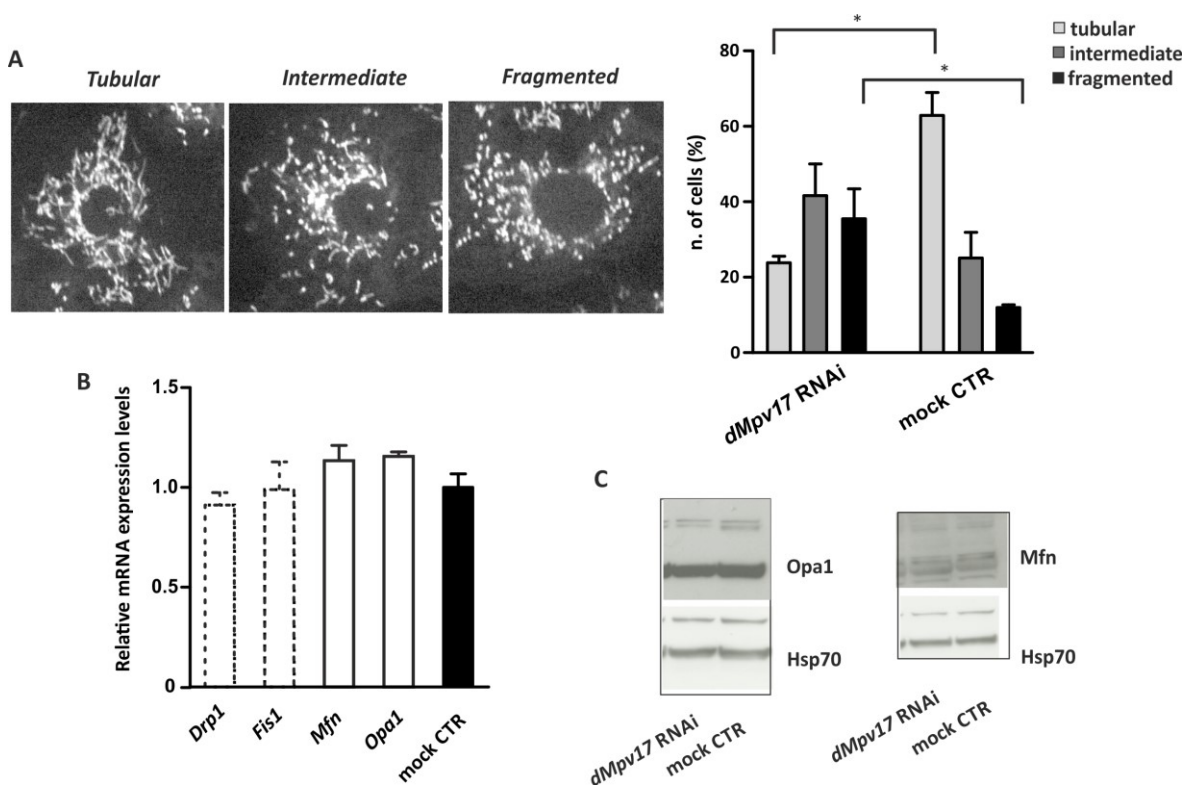 A
Tubular
Intermediate
Fragmented
n. of cells (%)
80
60
40
20
0
*
*
tubular
intermediate
fragmented
dMpv17 RNAi
mock CTR
B
Relative mRNA expression levels
1.5
1.0
0.5
0
Drp1
Fis1
Mfn
Opa1
mock CTR
C
Opa1
Hsp70
dMpv17 RNAi
mock CTR
Mfn
Hsp70
dMpv17 RNAi
mock CTR